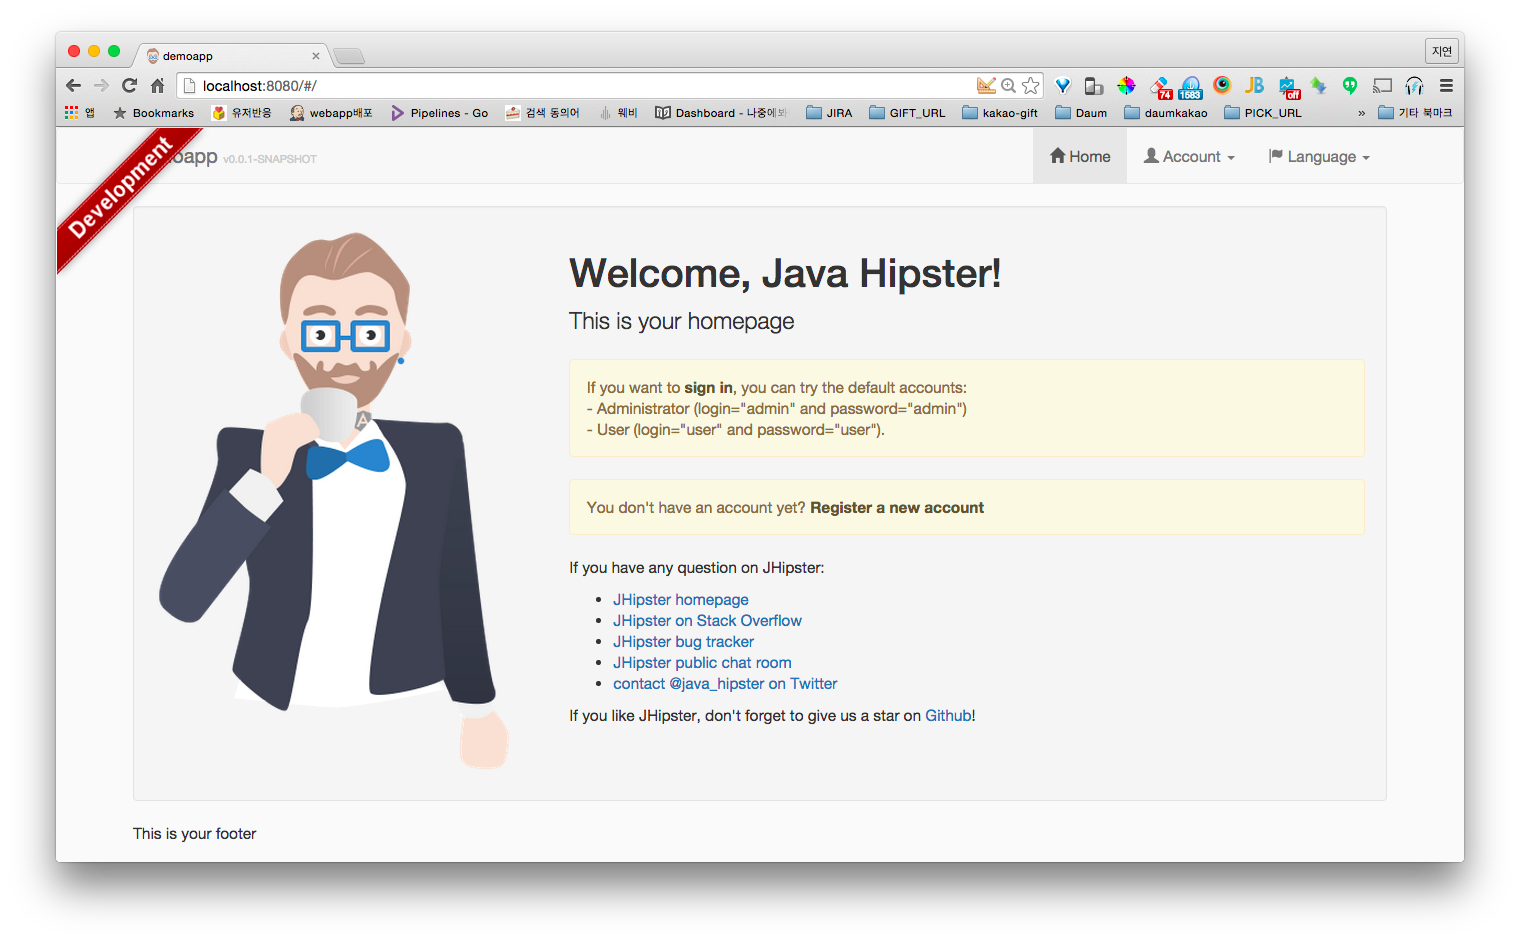 demoapp
지연
localhost:8080/#/
74
1583
JB
off
앱
Bookmarks
유저반응
webapp배포
Pipelines - Go
검색 동의어
웨비
Dashboard - 나중에
JIRA
GIFT_URL
kakao-gift
Daum
daumkakao
PICK_URL
»
기타 북마크
Development
oapp v0.0.1-SNAPSHOT
Home
Account
Language
A
Welcome, Java Hipster!
This is your homepage
If you want to sign in, you can try the default accounts:
- Administrator (login="admin" and password="admin")
- User (login="user" and password="user").
You don't have an account yet? Register a new account
If you have any question on JHipster:
JHipster homepage
JHipster on Stack Overflow
JHipster bug tracker
JHipster public chat room
contact @java_hipster on Twitter
If you like JHipster, don't forget to give us a star on Github!
This is your footer